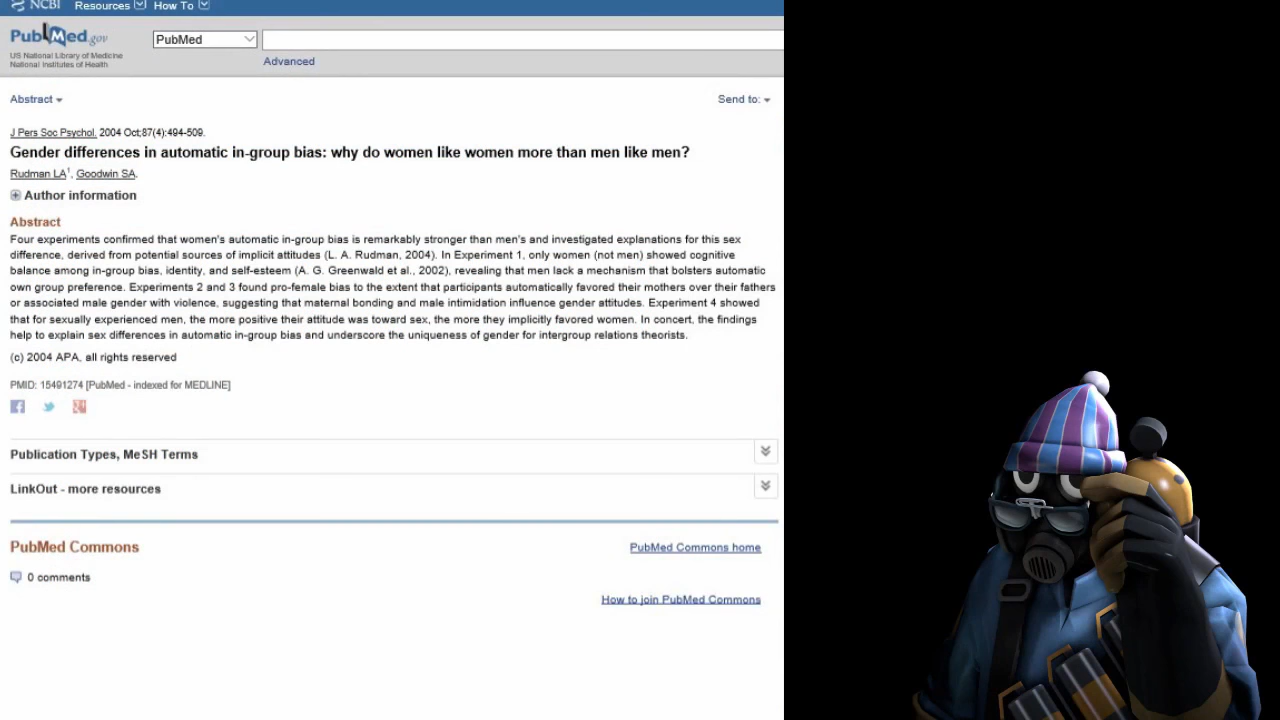 NCBI Resources How To
PubMed.gov
US National Library of Medicine
National Institutes of Health
PubMed
Advanced
Abstract
Send to:
J Pers Soc Psychol. 2004 Oct;87(4):494-509.
Gender differences in automatic in-group bias: why do women like women more than men like men?
Rudman LA1, Goodwin SA.
Author information
Abstract
Four experiments confirmed that women's automatic in-group bias is remarkably stronger than men's and investigated explanations for this sex
difference, derived from potential sources of implicit attitudes (L. A. Rudman, 2004). In Experiment 1, only women (not men) showed cognitive
balance among in-group bias, identity, and self-esteem (A. G. Greenwald et al., 2002), revealing that men lack a mechanism that bolsters automatic
own group preference. Experiments 2 and 3 found pro-female bias to the extent that participants automatically favored their mothers over their fathers
or associated male gender with violence, suggesting that maternal bonding and male intimidation influence gender attitudes. Experiment 4 showed
that for sexually experienced men, the more positive their attitude was toward sex, the more they implicitly favored women. In concert, the findings
help to explain sex differences in automatic in-group bias and underscore the uniqueness of gender for intergroup relations theorists.
(c) 2004 APA, all rights reserved
PMID: 15491274 [PubMed - indexed for MEDLINE]
Publication Types, MeSH Terms
LinkOut - more resources
PubMed Commons
PubMed Commons home
0 comments
How to join PubMed Commons